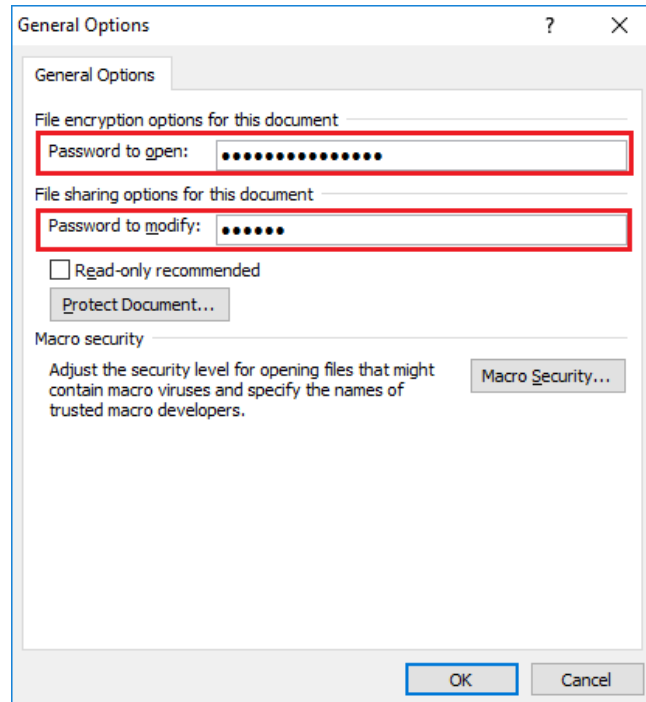 General Options
General Options
File encryption options for this document
Password to open: •••••••••••••••
File sharing options for this document
Password to modify: ••••••
Read-only recommended
Protect Document...
Macro security
Adjust the security level for opening files that might
contain macro viruses and specify the names of
trusted macro developers.
Macro Security...
OK
Cancel